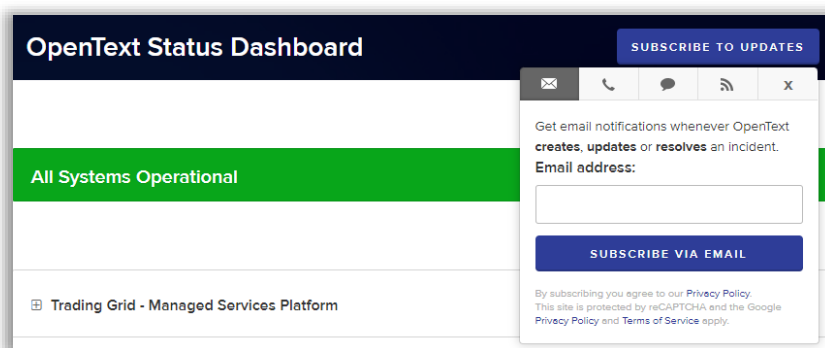 OpenText Status Dashboard
SUBSCRIBE TO UPDATES
X
Get email notifications whenever OpenText
creates, updates or resolves an incident.
Email address:
SUBSCRIBE VIA EMAIL
By subscribing you agree to our Privacy Policy.
This site is protected by reCAPTCHA and the Google
Privacy Policy and Terms of Service apply.
All Systems Operational
Trading Grid - Managed Services Platform